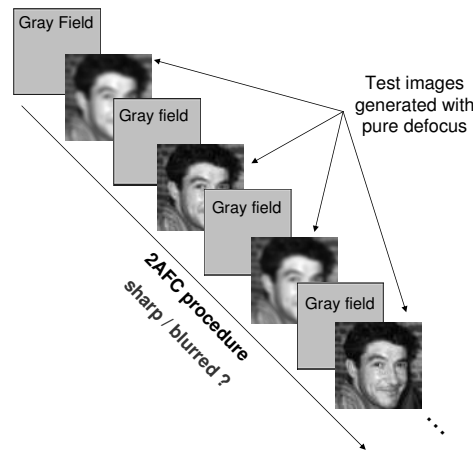 Gray Field
Gray field
Gray field
Gray field
Test images
generated with
pure defocus
2AFC procedure
sharp / blurred ?
...